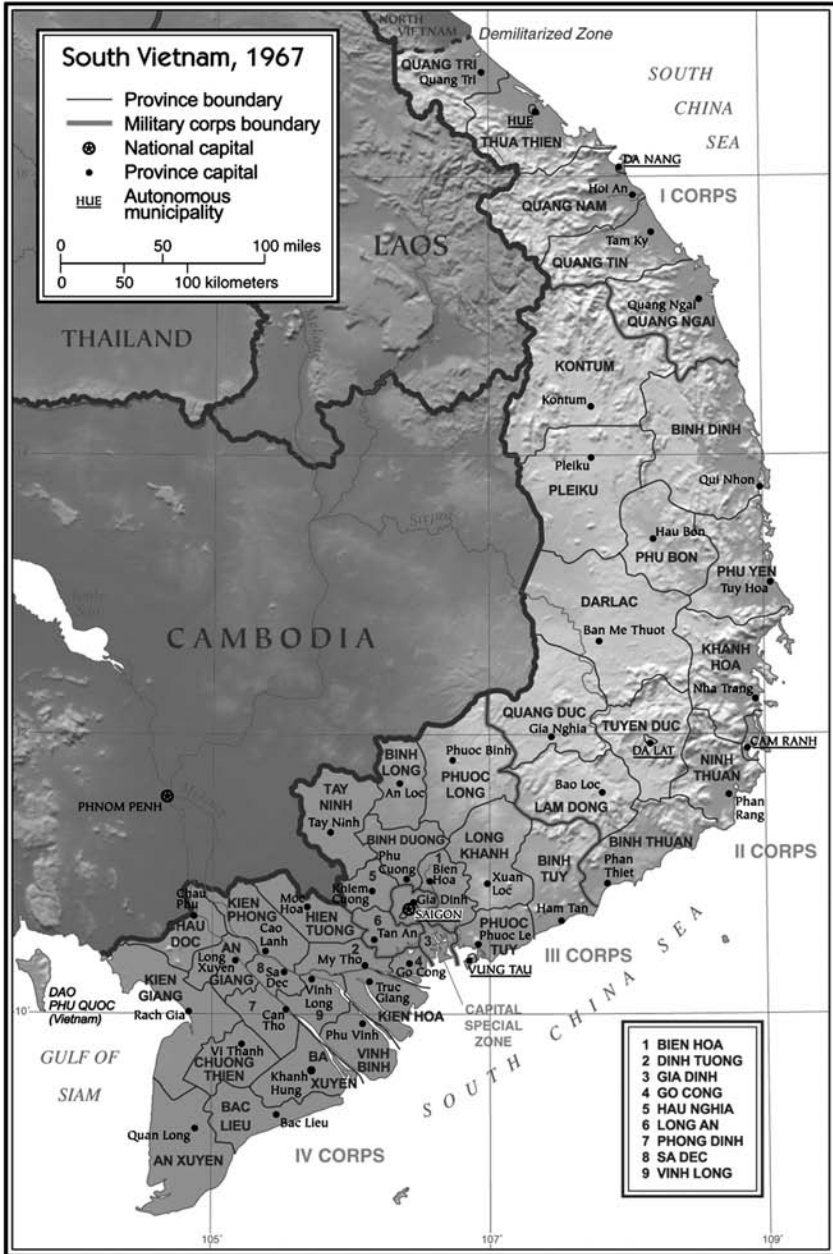 South Vietnam, 1967
Province boundary
Military corps boundary
National capital
Province capital
HUE
Autonomous
municipality
0 50 100 miles
0 50 100 kilometers
NORTH
VIETNAM
Demilitarized Zone
QUANG TRI
Quang Tri
SOUTH
CHINA
SEA
HUE
THUA THIEN
DA NANG
Hoi An
I CORPS
QUANG NAM
LAOS
Tam Ky
QUANG TIN
Quang Ngai
QUANG NGAI
THAILAND
KONTUM
Kontum
BINH DINH
Pleiku
PLEIKU
Qui Nhon
Hau Bon
PHU BON
PHU YEN
Tuy Hoa
DARLAC
CAMBODIA
Ban Me Thuot
KHANH
HOA
Nha Trang
QUANG DUC
Gia Nghia
TUYEN DUC
DA LAT
CAM RANH
BINH
LONG
An Loc
Phuoc Binh
PHUOC
LONG
NINH
THUAN
Phan
Rang
Bao Loc
LAM DONG
TAY
NINH
Tay Ninh
PHNOM PENH
Mekong
BINH DUONG
LONG
KHANH
BINH THUAN
Phan
Thiet
II CORPS
Phu
Cuong
1
Bien
Hoa
BINH
TUY
Xuan
Loc
5
Khiem
Cuong
Gia Dinh
SAIGON
Ham Tan
III CORPS
PHUOC
Phuoc Le
TUY
VUNG TAU
Chau
Phu
CHAU
DOC
KIEN
PHONG
Moc
Hoa
HIEN
TUONG
Cao
Lanh
6
Tan An
3
2
My Tho
4
Go Cong
AN
Long
Xuyen
GIANG
8
Sa
Dec
Truc
Giang
Vinh
Long
9
CAPITAL
SPECIAL
ZONE
KIEN
GIANG
Rach Gia
DAO
PHU QUOC
(Vietnam)
7
Can
Tho
KIEN HOA
Phu Vinh
VINH
BINH
GULF OF
SIAM
Vi Thanh
CHUONG
THIEN
BA
XUYEN
Khanh
Hung
SOUTH CHINA SEA
BAC
LIEU
Bac Lieu
Quan Long
AN XUYEN
IV CORPS
1 BIEN HOA
2 DINH TUONG
3 GIA DINH
4 GO CONG
5 HAU NGHIA
6 LONG AN
7 PHONG DINH
8 SA DEC
9 VINH LONG
10°
105°
107°
109°